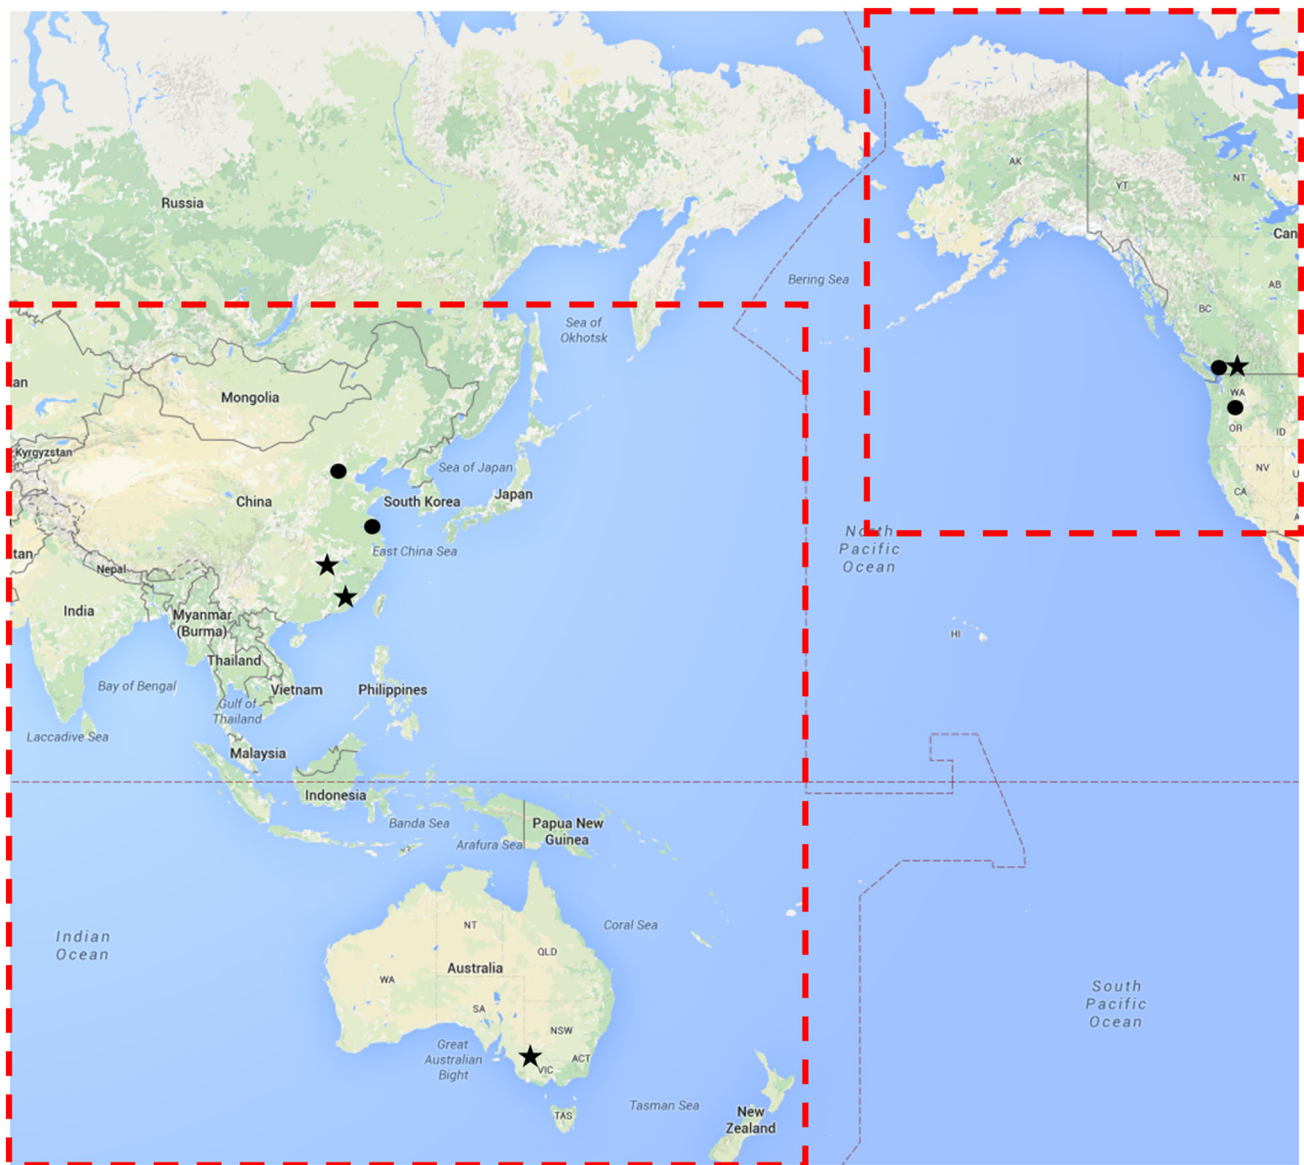 AK
YT
NT
Russia
Can
Bering Sea
AB
BC
Sea of
Okhotsk
an
WA
Mongolia
OR
ID
Kyrgyzstan
Sea of Japan
NV
U
China
South Korea
Japan
CA
A
tan
East China Sea
North
Pacific
Ocean
Nepal
India
Myanmar
(Burma)
HI
Thailand
Bay of Bengal
Vietnam
Philippines
Gulf of
Thailand
Laccadive Sea
Malaysia
Indonesia
Banda Sea
Papua New
Guinea
Arafura Sea
Indian
Ocean
NT
Coral Sea
QLD
Australia
WA
SA
South
Pacific
Ocean
NSW
Great
Australian
Bight
ACT
VIC
Tasman Sea
TAS
New
Zealand